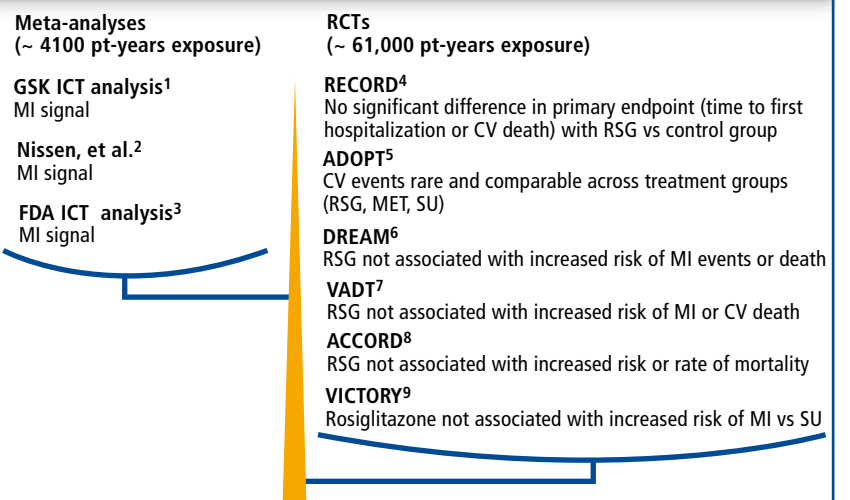 Meta-analyses
(~ 4100 pt-years exposure)
GSK ICT analysis1
MI signal
Nissen, et al.2
MI signal
FDA ICT analysis3
MI signal
RCTs
(~ 61,000 pt-years exposure)
RECORD4
No significant difference in primary endpoint (time to first
hospitalization or CV death) with RSG vs control group
ADOPT5
CV events rare and comparable across treatment groups
(RSG, MET, SU)
DREAM6
RSG not associated with increased risk of MI events or death
VADT7
RSG not associated with increased risk of MI or CV death
ACCORD8
RSG not associated with increased risk or rate of mortality
VICTORY9
Rosiglitazone not associated with increased risk of MI vs SU